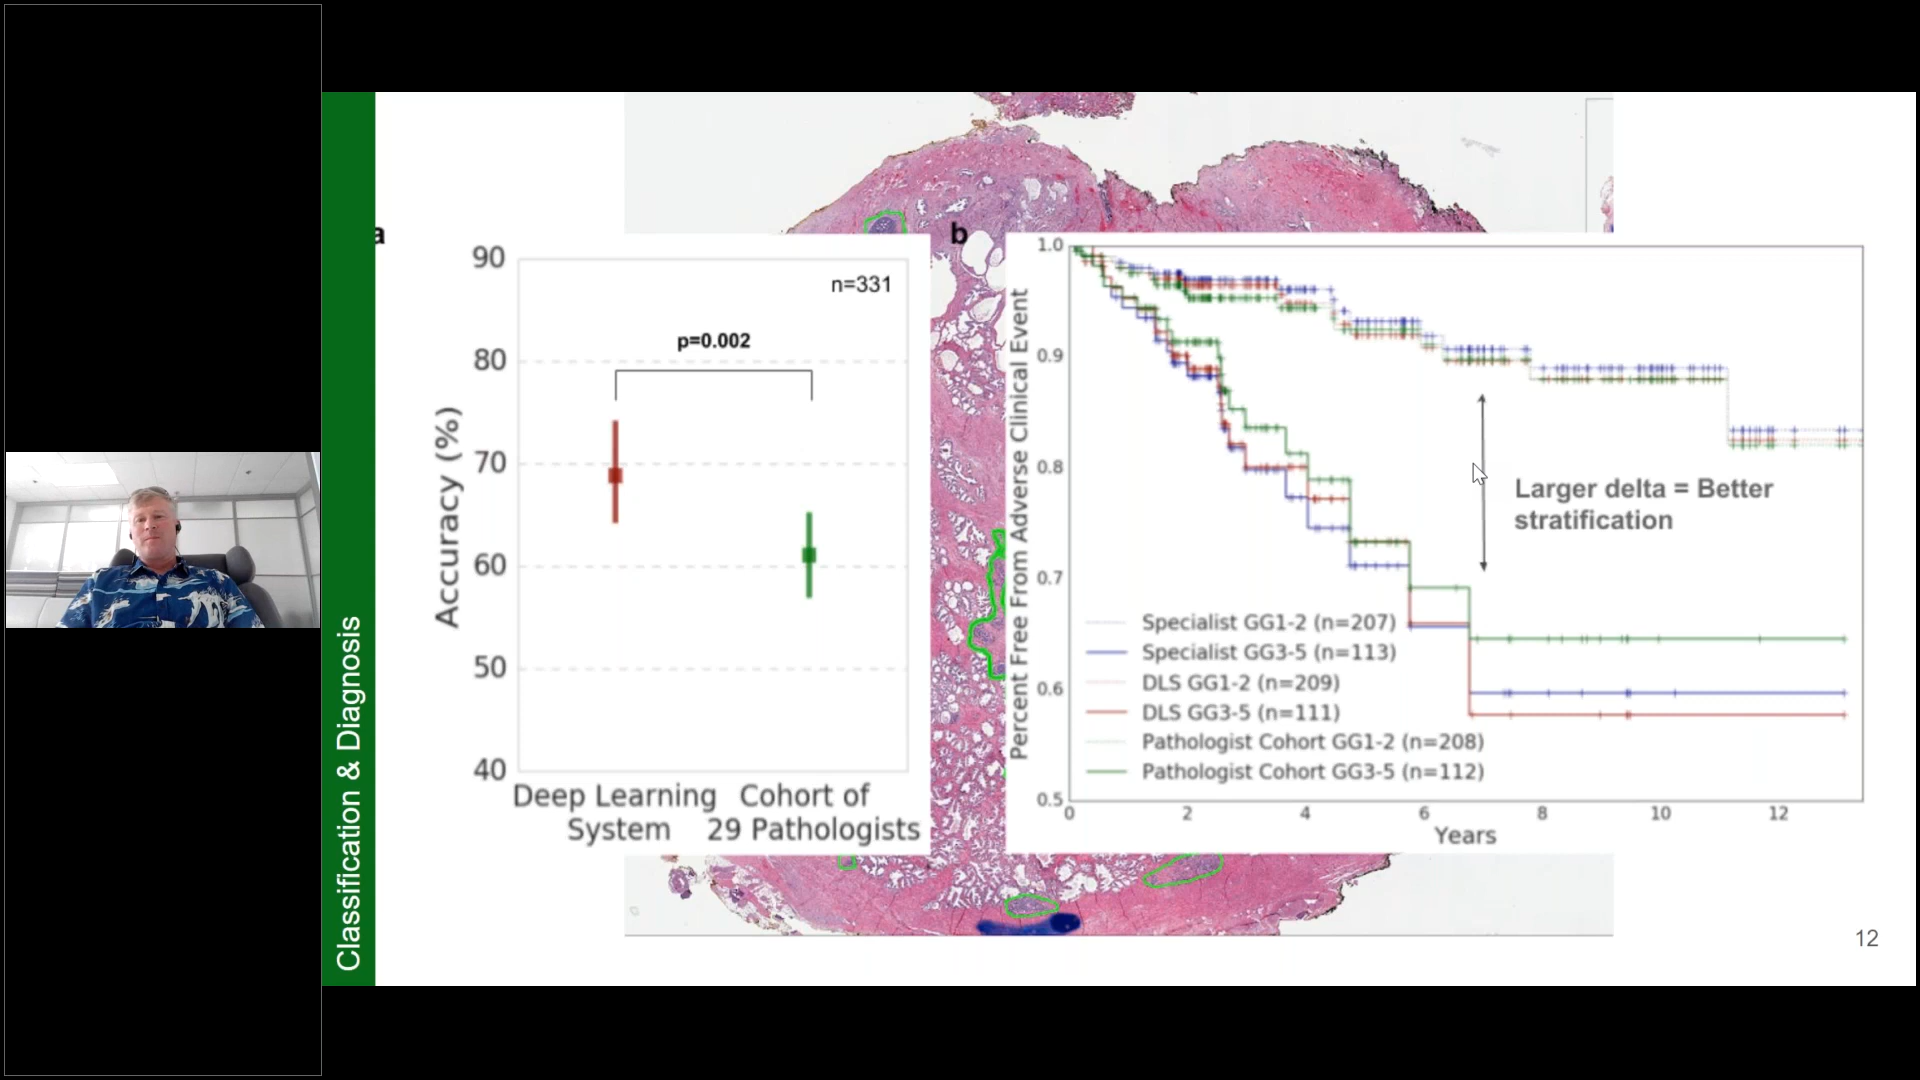 Classification & Diagnosis
a
90
80
70
60
50
40
Accuracy (%)
n=331
p=0.002
Deep Learning
System
Cohort of
29 Pathologists
b
1.0
0.9
0.8
0.7
0.6
0.5
Percent Free From Adverse Clinical Event
Larger delta = Better
stratification
Specialist GG1-2 (n=207)
Specialist GG3-5 (n=113)
DLS GG1-2 (n=209)
DLS GG3-5 (n=111)
Pathologist Cohort GG1-2 (n=208)
Pathologist Cohort GG3-5 (n=112)
0 2 4 6 8 10 12
Years
12